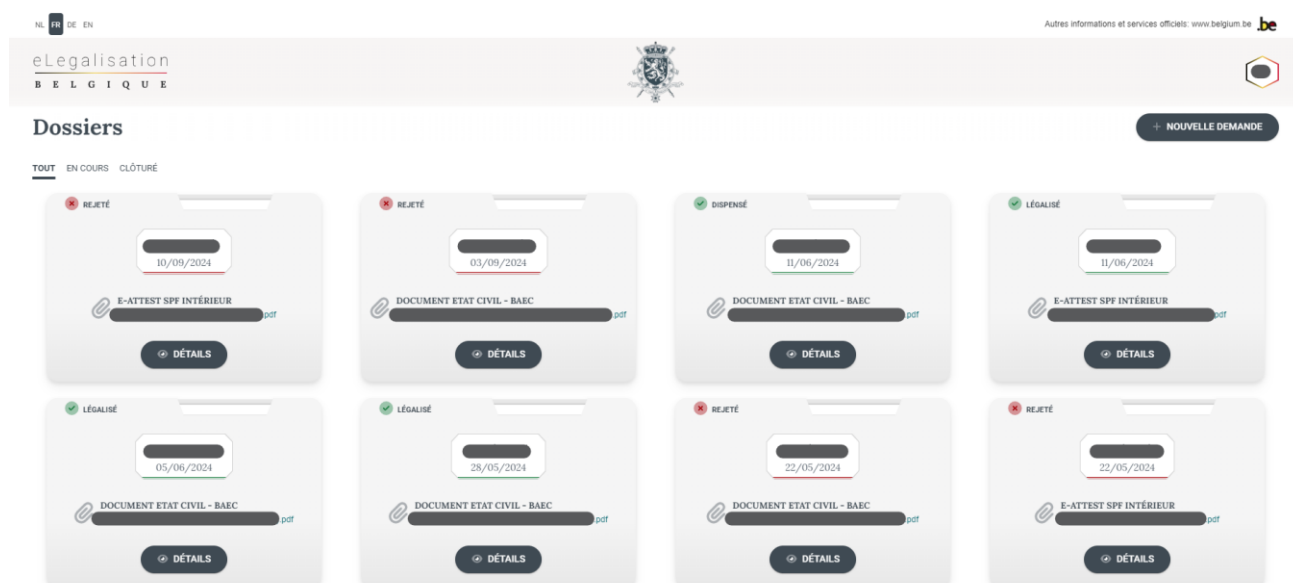 NL FR DE EN
Autres informations et services officiels: www.belgium.be .be
eLegalisation
BELGIQUE
Dossiers
+ NOUVELLE DEMANDE
TOUT EN COURS CLÔTURÉ
REJETÉ
10/09/2024
E-ATTEST SPF INTÉRIEUR
pdf
DÉTAILS
REJETÉ
03/09/2024
DOCUMENT ETAT CIVIL - BAEC
pdf
DÉTAILS
DISPENSÉ
11/06/2024
DOCUMENT ETAT CIVIL - BAEC
pdf
DÉTAILS
LÉGALISÉ
11/06/2024
E-ATTEST SPF INTÉRIEUR
pdf
DÉTAILS
LÉGALISÉ
05/06/2024
DOCUMENT ETAT CIVIL - BAEC
.pdf
DÉTAILS
LÉGALISÉ
28/05/2024
DOCUMENT ETAT CIVIL - BAEC
pdf
DÉTAILS
REJETÉ
22/05/2024
DOCUMENT ETAT CIVIL - BAEC
pdf
DÉTAILS
REJETÉ
22/05/2024
E-ATTEST SPF INTÉRIEUR
pdf
DÉTAILS